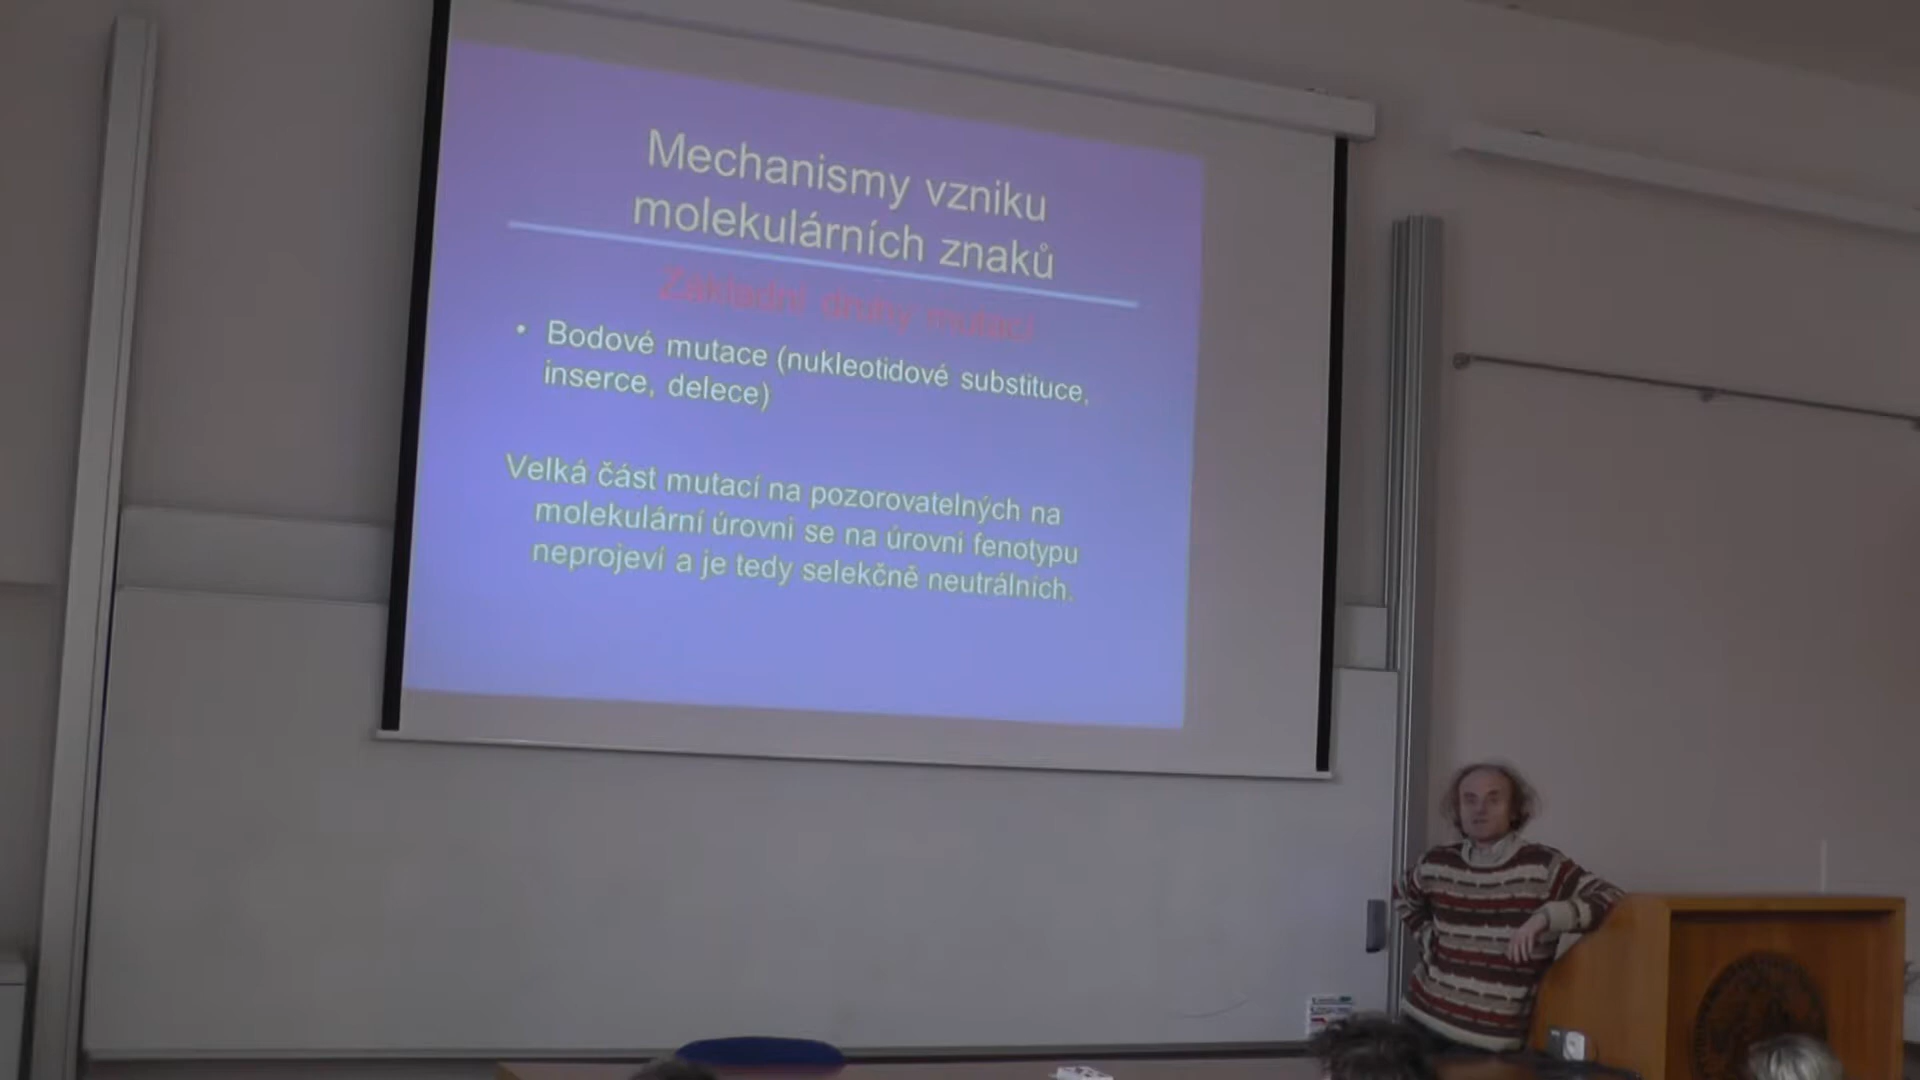 Mechanismy vzniku
molekulárních znaků
Základní druhy mutací
• Bodové mutace (nukleotidové substituce,
inserce, delece)
Velká část mutací na pozorovatelných na
molekulární úrovni se na úrovni fenotypu
neprojeví a je tedy selekčně neutrálních.